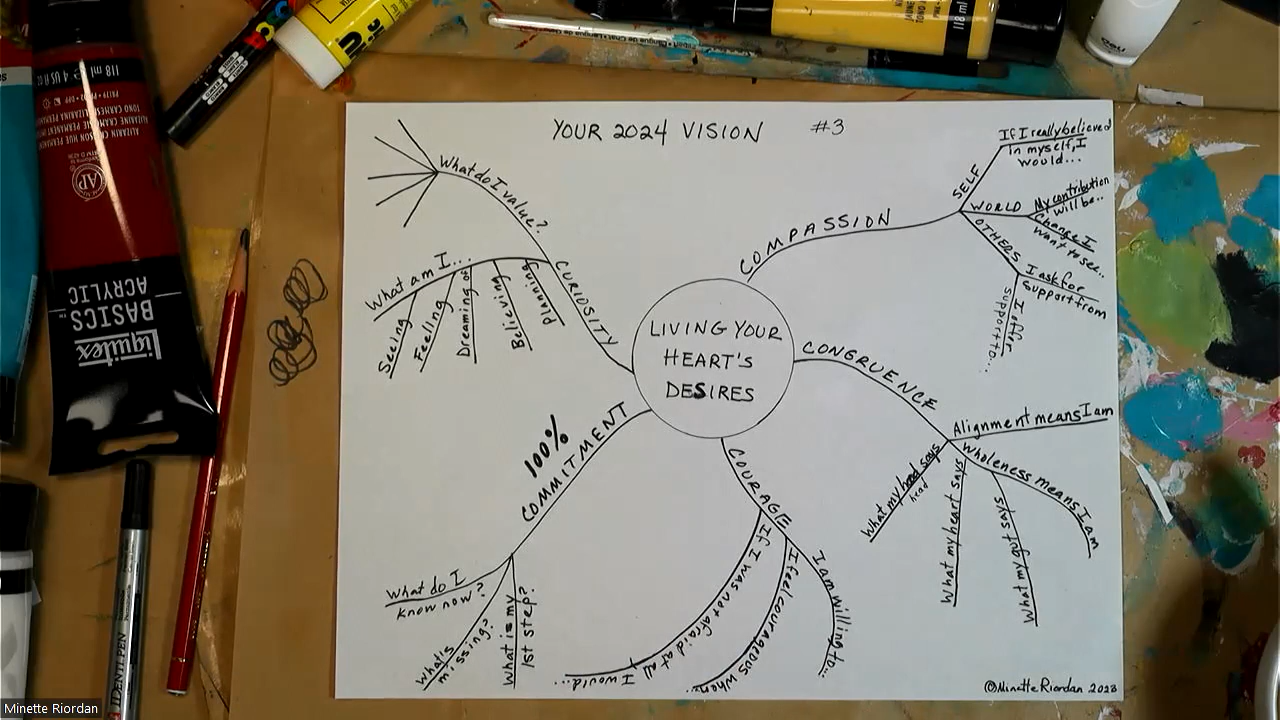 YOUR 2024 VISION #3
LIVING YOUR
HEART'S
DESIRES
COMPASSION
SELF
If I really believed
in myself, I
would...
WORLD
My contribution
will be..
Change I
want to see..
OTHERS
I ask for
support from
I offer
support to...
CONGRUENCE
Alignment means I am
Wholeness means I am
What my gut says
What my heart says
What my head says
head
COURAGE
I am willing to...
I feel courageous when...
If I was not afraid at all
I would...
100%
COMMITMENT
What is my
1st step?
What's
missing?
What do I
know now?
CURIOSITY
What am I...
Seeing
Feeling
Dreaming of
Believing
Planning
What do I value?
©Minette Riordan 2023
Liquitex
BASICS
ACRYLIC
118 ml
AP
IDENTI PEN
Minette Riordan